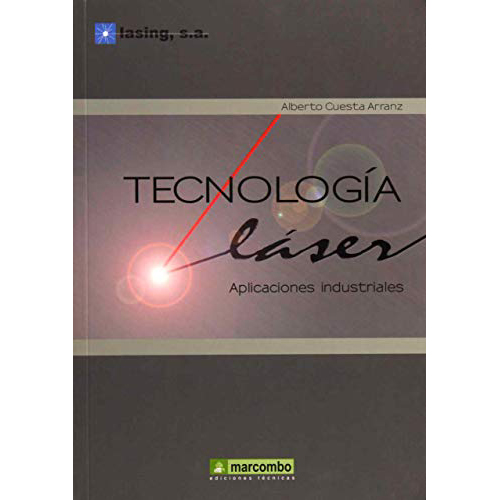 lasing, s.a.
Alberto Cuesta Arranz
TECNOLOGÍA
láser
Aplicaciones industriales
marcombo
ediciones técnicas